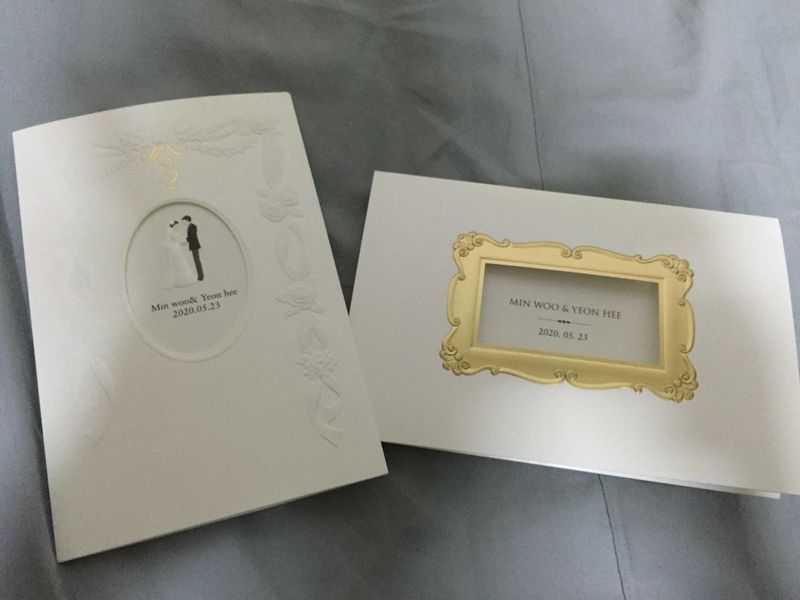 Min woo& Yeon hee
2020.05.23
MIN WOO & YEON HEE
2020. 05. 23